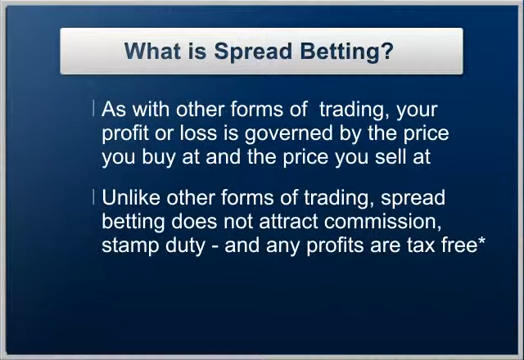 What is Spread Betting?
As with other forms of trading, your
profit or loss is governed by the price
you buy at and the price you sell at
Unlike other forms of trading, spread
betting does not attract commission,
stamp duty - and any profits are tax free*